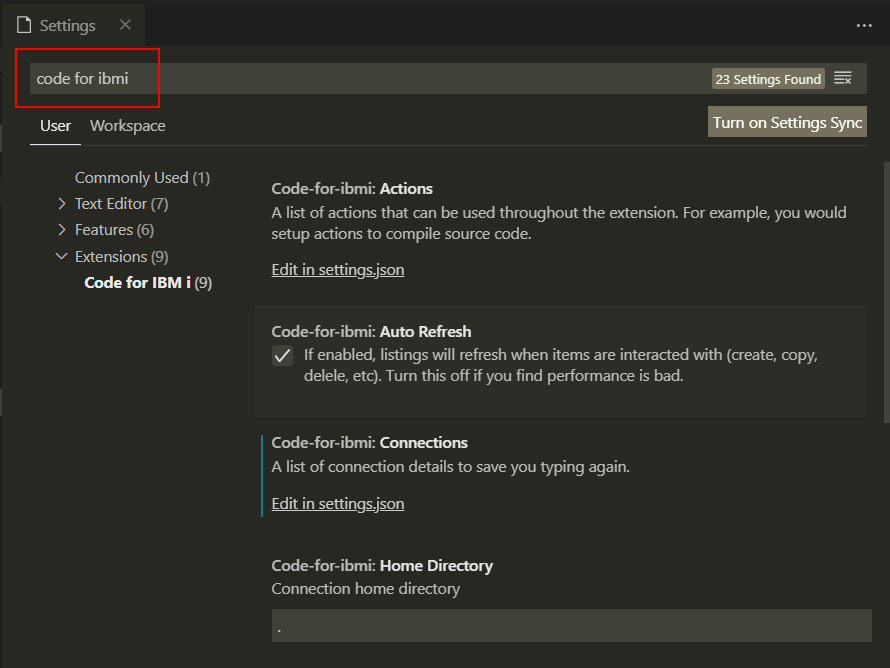 Settings
code for ibmi
23 Settings Found
User
Workspace
Turn on Settings Sync
Commonly Used (1)
Text Editor (7)
Features (6)
Extensions (9)
Code for IBM i (9)
Code-for-ibmi: Actions
A list of actions that can be used throughout the extension. For example, you would
setup actions to compile source code.
Edit in settings.json
Code-for-ibmi: Auto Refresh
If enabled, listings will refresh when items are interacted with (create, copy,
delele, etc). Turn this off if you find performance is bad.
Code-for-ibmi: Connections
A list of connection details to save you typing again.
Edit in settings.json
Code-for-ibmi: Home Directory
Connection home directory
.